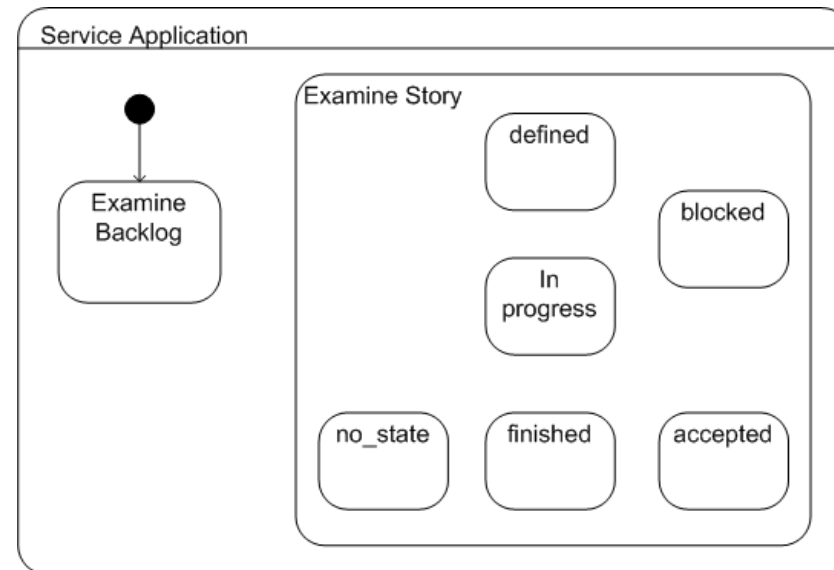 Service Application
Examine Story
defined
Examine
Backlog
blocked
In
progress
no_state
finished
accepted